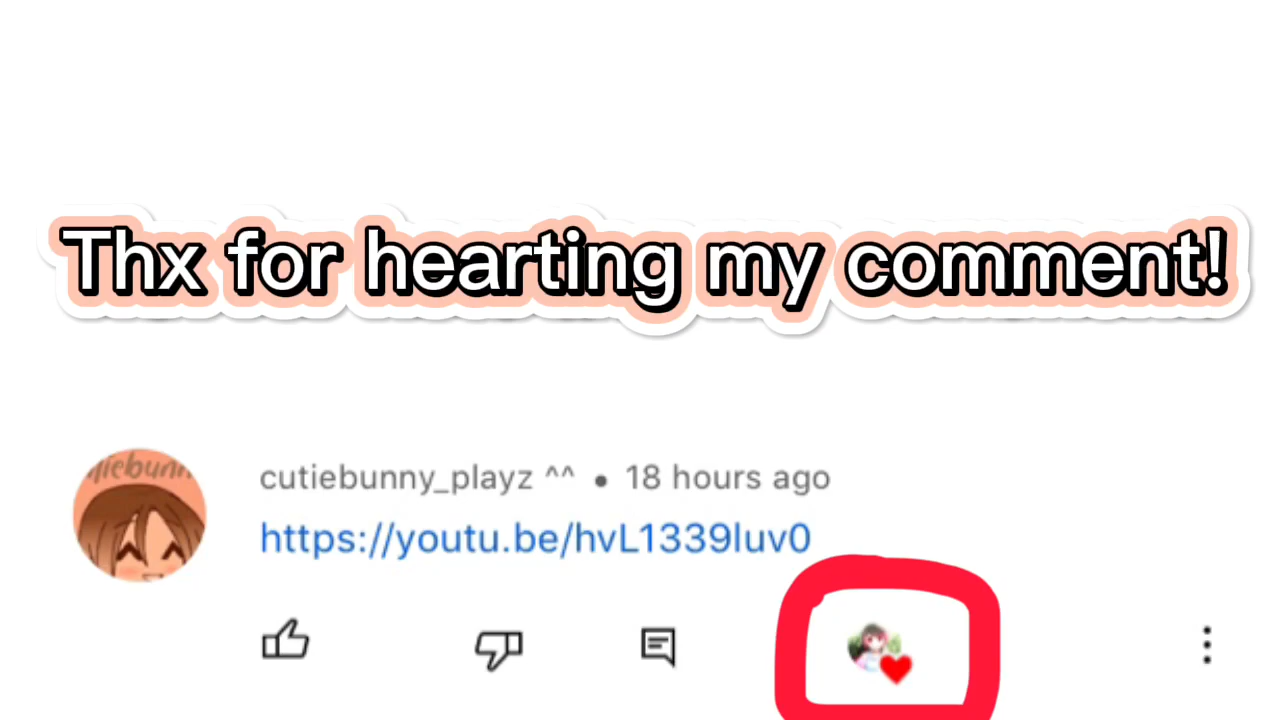 Thx for hearting my comment!
cutiebunny_playz ^^ • 18 hours ago
https://youtu.be/hvL1339luv0